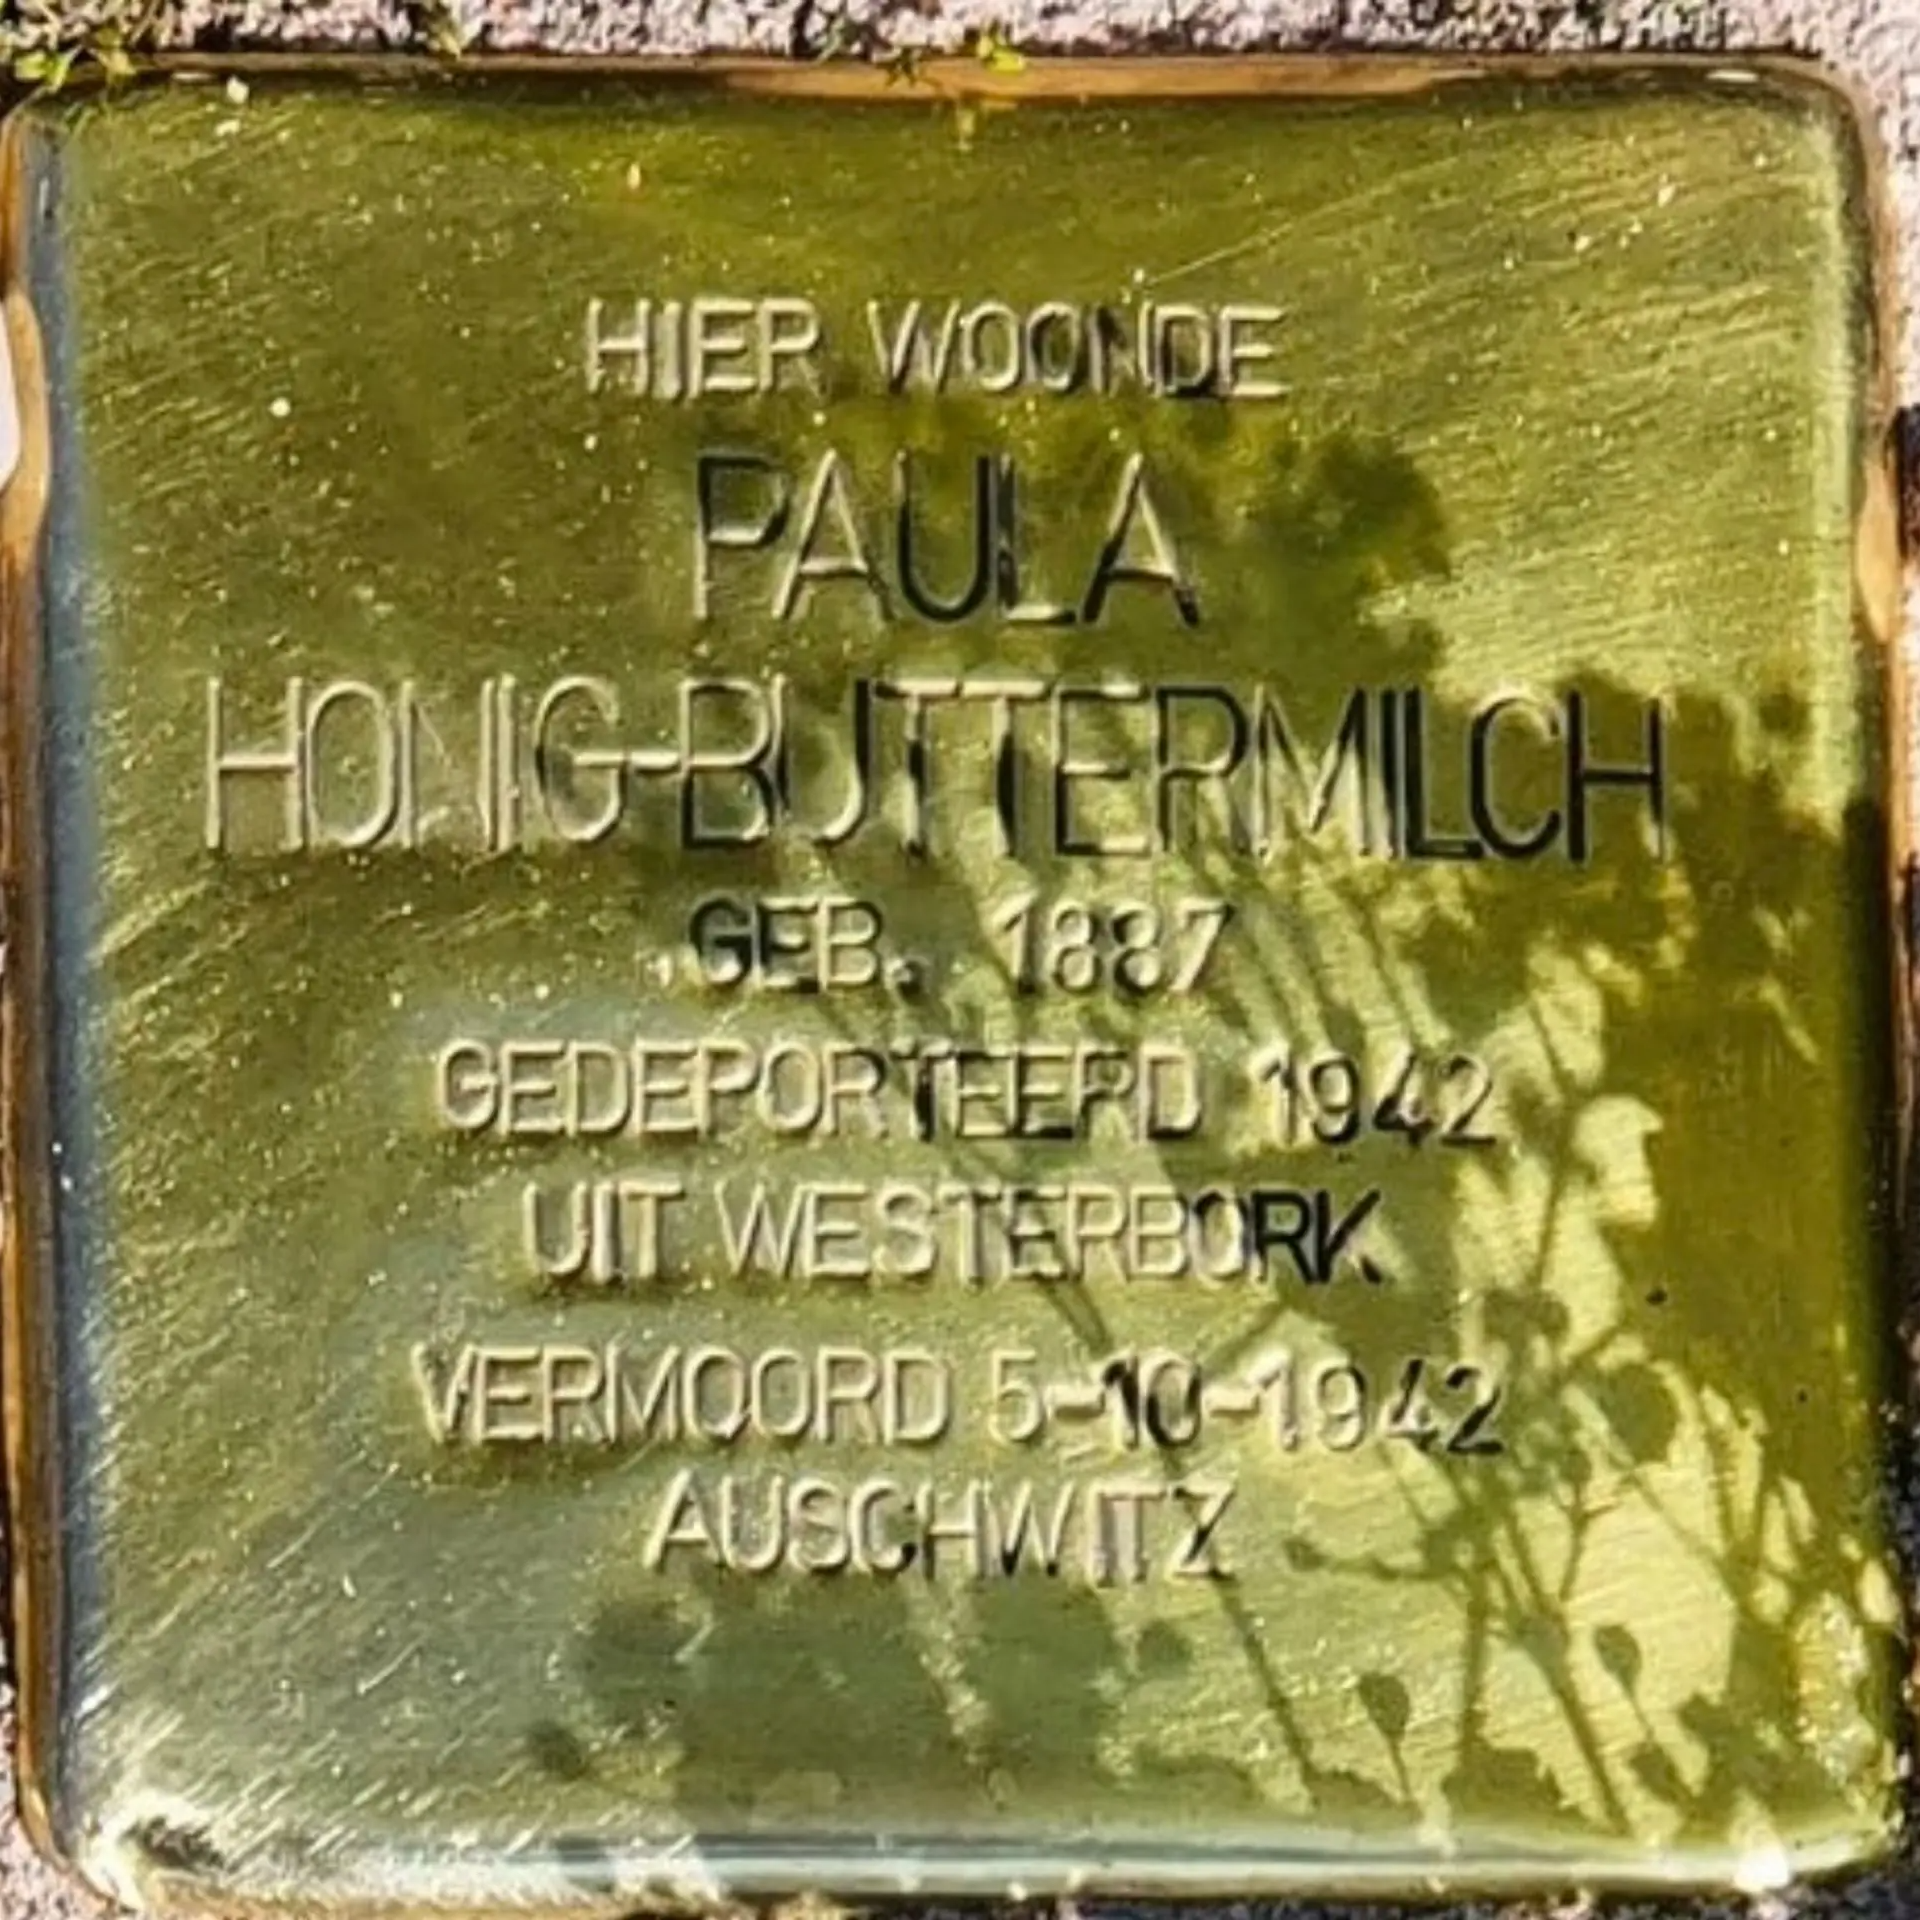 HIER WOONDE
PAULA
HONIG-BUTTERMILCH
GEB. 1887
GEDEPORTEERD 1942
UIT WESTERBORK
VERMOORD 5-10-1942
AUSCHWITZ